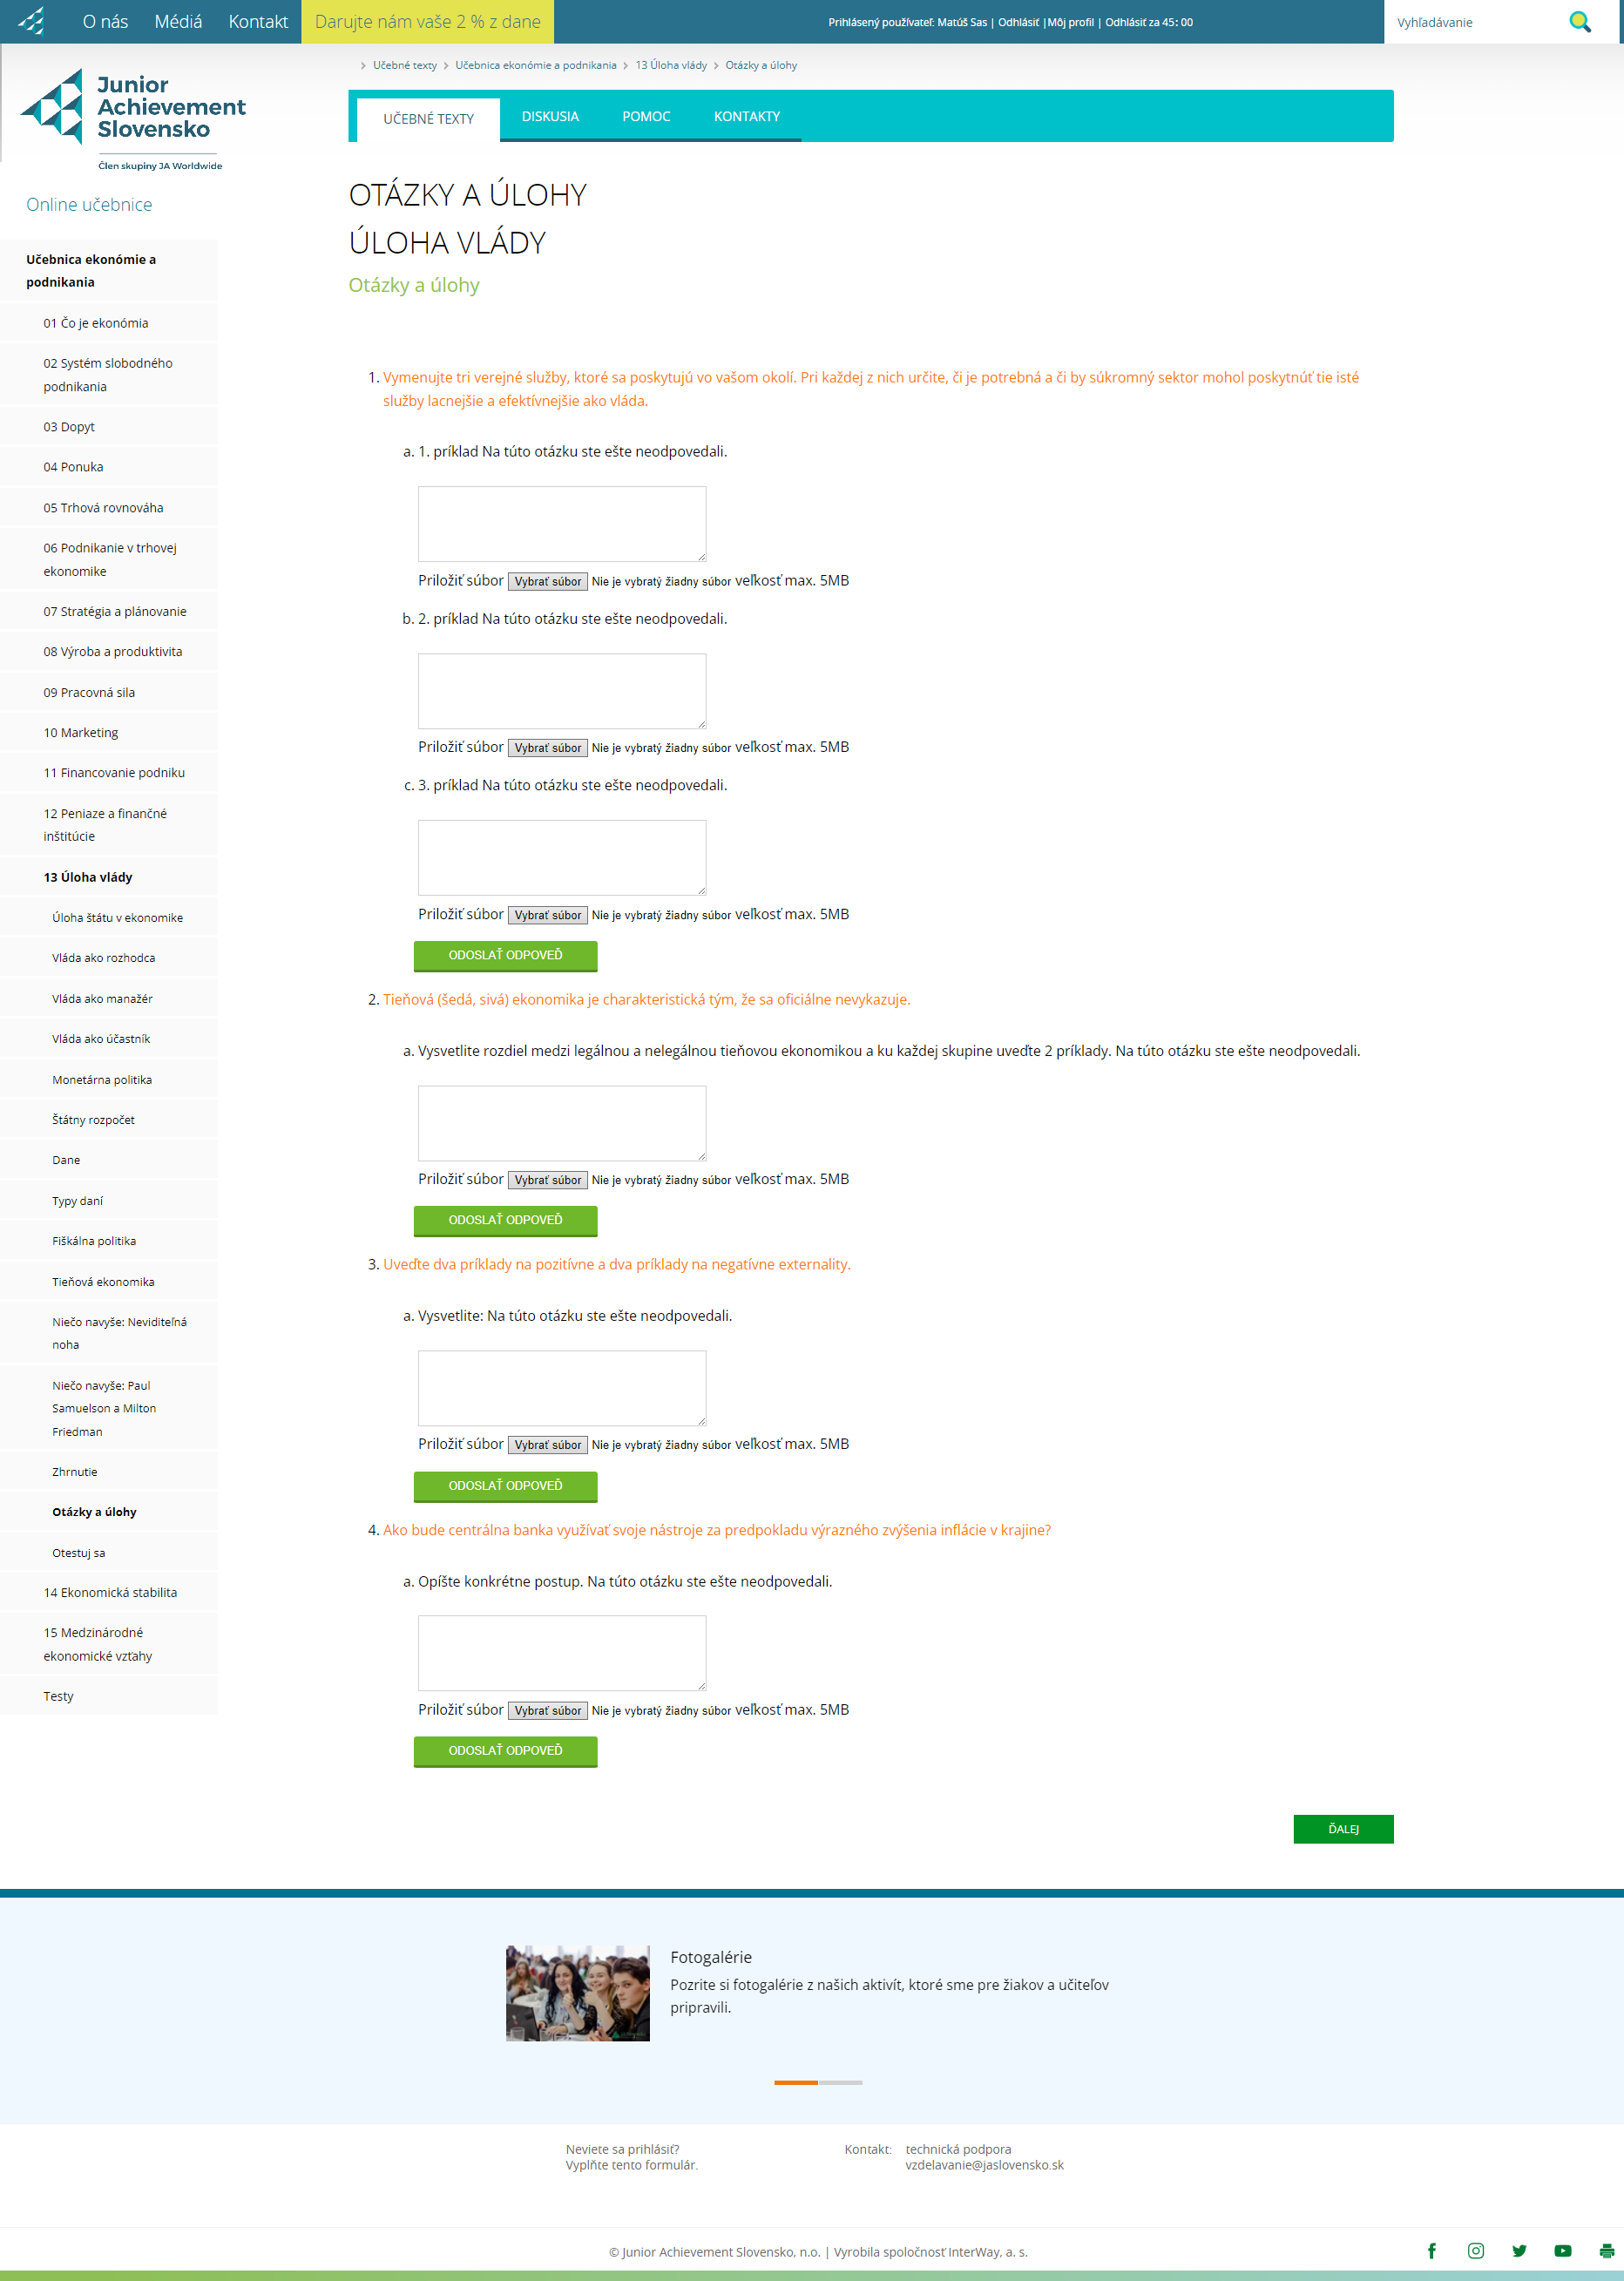 O nás Médiá Kontakt Darujte nám vaše 2 % z dane Prihlásený používateľ: Matúš Sas | Odhlásiť |Môj profil | Odhlásiť za 45: 00 Vyhľadávanie
Junior
Achievement
Slovensko
Člen skupiny JA Worldwide
Online učebnice
Učebnica ekonómie a
podnikania
01 Čo je ekonómia
02 Systém slobodného
podnikania
03 Dopyt
04 Ponuka
05 Trhová rovnováha
06 Podnikanie v trhovej
ekonomike
07 Stratégia a plánovanie
08 Výroba a produktivita
09 Pracovná sila
10 Marketing
11 Financovanie podniku
12 Peniaze a finančné
inštitúcie
13 Úloha vlády
Úloha štátu v ekonomike
Vláda ako rozhodca
Vláda ako manažér
Vláda ako účastník
Monetárna politika
Štátny rozpočet
Dane
Typy daní
Fiškálna politika
Tieňová ekonomika
Niečo navyše: Neviditeľná
noha
Niečo navyše: Paul
Samuelson a Milton
Friedman
Zhrnutie
Otázky a úlohy
Otestuj sa
14 Ekonomická stabilita
15 Medzinárodné
ekonomické vzťahy
Testy
Učebné texty Učebnica ekonómie a podnikania 13 Úloha vlády Otázky a úlohy
UČEBNÉ TEXTY DISKUSIA POMOC KONTAKTY
OTÁZKY A ÚLOHY
ÚLOHA VLÁDY
Otázky a úlohy
1. Vymenujte tri verejné služby, ktoré sa poskytujú vo vašom okolí. Pri každej z nich určite, či je potrebná a či by súkromný sektor mohol poskytnúť tie isté
služby lacnejšie a efektívnejšie ako vláda.
a. 1. príklad Na túto otázku ste ešte neodpovedali.
Priložiť súbor Vybrať súbor Nie je vybratý žiadny súbor veľkosť max. 5MB
b. 2. príklad Na túto otázku ste ešte neodpovedali.
Priložiť súbor Vybrať súbor Nie je vybratý žiadny súbor veľkosť max. 5MB
c. 3. príklad Na túto otázku ste ešte neodpovedali.
Priložiť súbor Vybrať súbor Nie je vybratý žiadny súbor veľkosť max. 5MB
ODOSLAŤ ODPOVEĎ
2. Tieňová (šedá, sivá) ekonomika je charakteristická tým, že sa oficiálne nevykazuje.
a. Vysvetlite rozdiel medzi legálnou a nelegálnou tieňovou ekonomikou a ku každej skupine uveďte 2 príklady. Na túto otázku ste ešte neodpovedali.
Priložiť súbor Vybrať súbor Nie je vybratý žiadny súbor veľkosť max. 5MB
ODOSLAŤ ODPOVEĎ
3. Uveďte dva príklady na pozitívne a dva príklady na negatívne externality.
a. Vysvetlite: Na túto otázku ste ešte neodpovedali.
Priložiť súbor Vybrať súbor Nie je vybratý žiadny súbor veľkosť max. 5MB
ODOSLAŤ ODPOVEĎ
4. Ako bude centrálna banka využívať svoje nástroje za predpokladu výrazného zvýšenia inflácie v krajine?
a. Opíšte konkrétne postup. Na túto otázku ste ešte neodpovedali.
Priložiť súbor Vybrať súbor Nie je vybratý žiadny súbor veľkosť max. 5MB
ODOSLAŤ ODPOVEĎ
ĎALEJ
Fotogalérie
Pozrite si fotogalérie z našich aktivít, ktoré sme pre žiakov a učiteľov
pripravili.
Neviete sa prihlásiť?
Vyplňte tento formulár.
Kontakt: technická podpora
vzdelavanie@jaslovensko.sk
© Junior Achievement Slovensko, n.o. | Vyrobila spoločnosť InterWay, a. s.